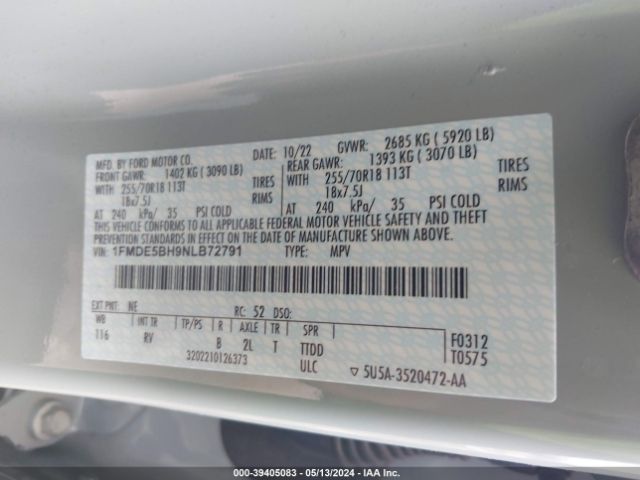 MFD. BY FORD MOTOR CO.
DATE: 10/22 GVWR: 2685 KG ( 5920 LB)
FRONT GAWR: 1402 KG ( 3090 LB)
REAR GAWR: 1393 KG ( 3070 LB)
WITH 255/70R18 113T TIRES
WITH 255/70R18 113T TIRES
18x7.5J RIMS
18x7.5J RIMS
AT 240 kPa/ 35 PSI COLD
AT 240 kPa/ 35 PSI COLD
THIS VEHICLE CONFORMS TO ALL APPLICABLE FEDERAL MOTOR VEHICLE SAFETY AND THEFT
PREVENTION STANDARDS IN EFFECT ON THE DATE OF MANUFACTURE SHOWN ABOVE.
VIN: 1FMDE5BH9NLB72791 TYPE: MPV
EXT PNT: NE RC: 52 DSO:
WB INT TR TP/PS R AXLE TR SPR
116 RV B 2L T TTDD
3202210126373 ULC
F0312
T0575
▽ 5U5A-3520472-AA
000-39405083 - 05/13/2024 - IAA Inc.